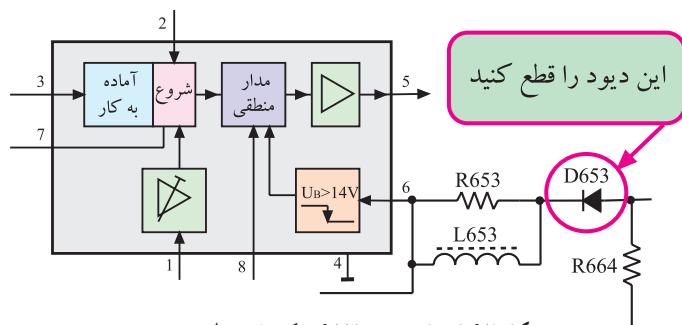 2
این دیود را قطع کنید
3
آماده
به کار
شروع
مدار
منطقی
5
7
UB>14V
6
R653
D653
L653
R664
1
8
4